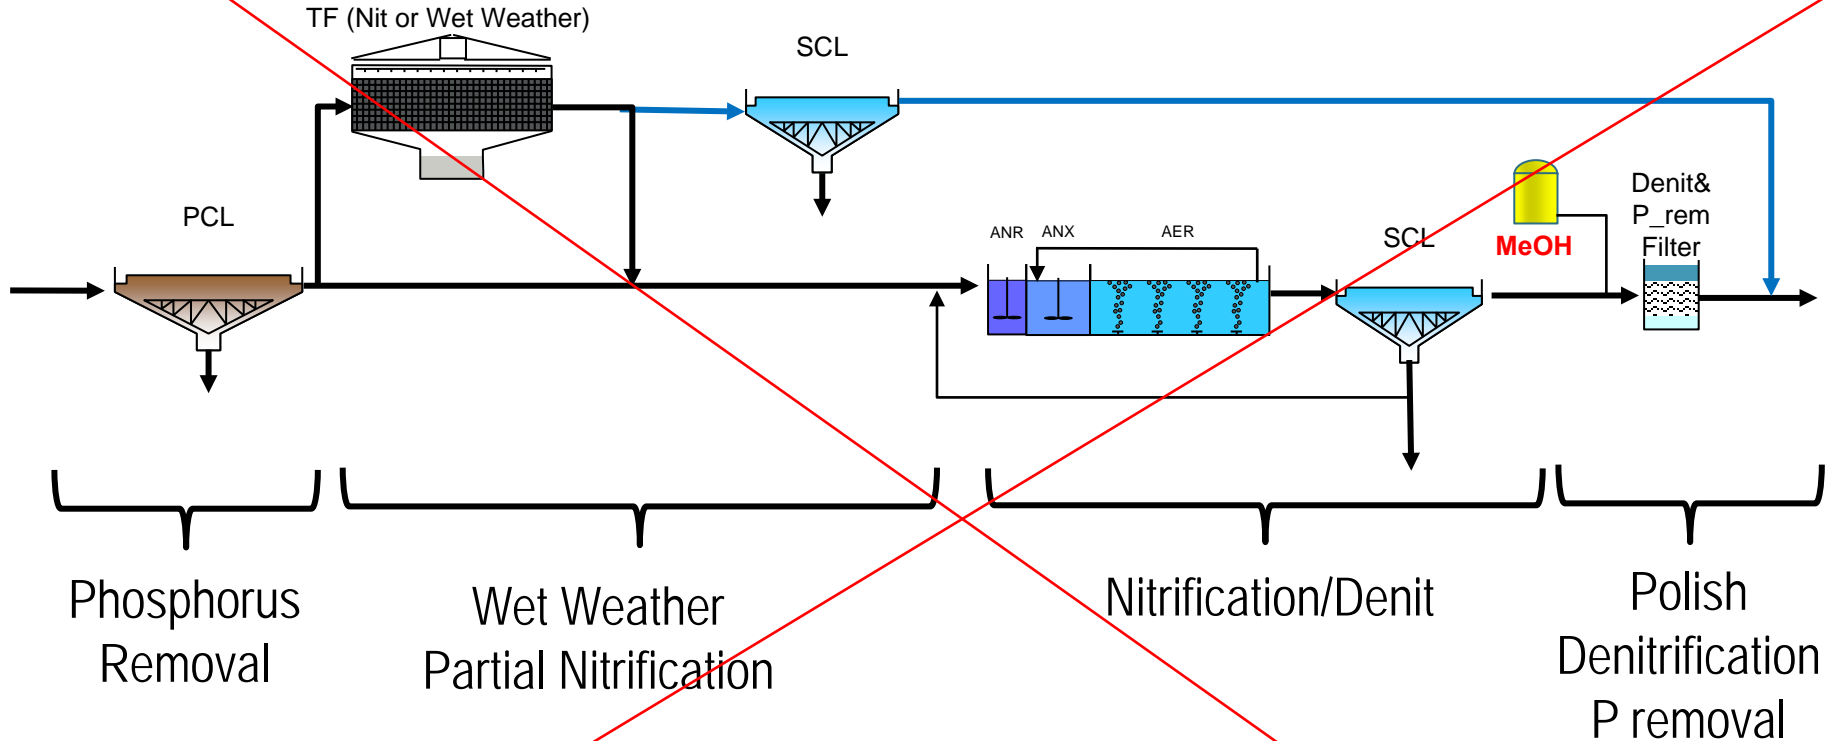 TF (Nit or Wet Weather)
SCL
PCL
ANR
ANX
AER
SCL
MeOH
Denit&
P_rem
Filter
Phosphorus
Removal
Wet Weather
Partial Nitrification
Nitrification/Denit
Polish
Denitrification
P removal